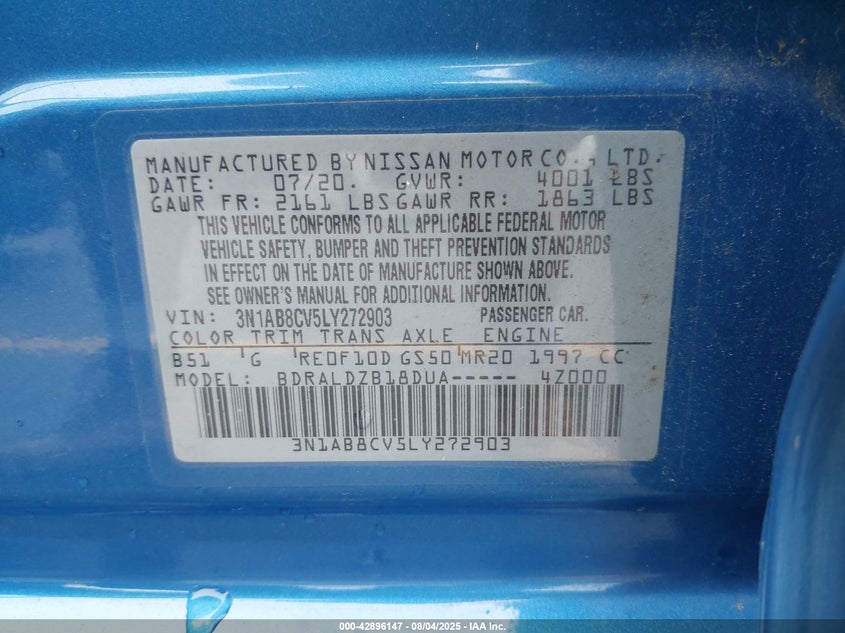 MANUFACTURED BY NISSAN MOTOR CO., LTD.
DATE: 07/20. GVWR: 4001 LBS
GAWR FR: 2161 LBS GAWR RR: 1863 LBS
THIS VEHICLE CONFORMS TO ALL APPLICABLE FEDERAL MOTOR
VEHICLE SAFETY, BUMPER AND THEFT PREVENTION STANDARDS
IN EFFECT ON THE DATE OF MANUFACTURE SHOWN ABOVE.
SEE OWNER'S MANUAL FOR ADDITIONAL INFORMATION.
VIN: 3N1AB8CV5LY272903 PASSENGER CAR.
COLOR TRIM TRANS AXLE ENGINE
B51 'G 'RE0F10D GS50'MR20 1997 CC
MODEL: BDRALDZB18DUA----- 4Z000
3N1AB8CV5LY272903
000-42896147 - 08/04/2025 - IAA Inc.